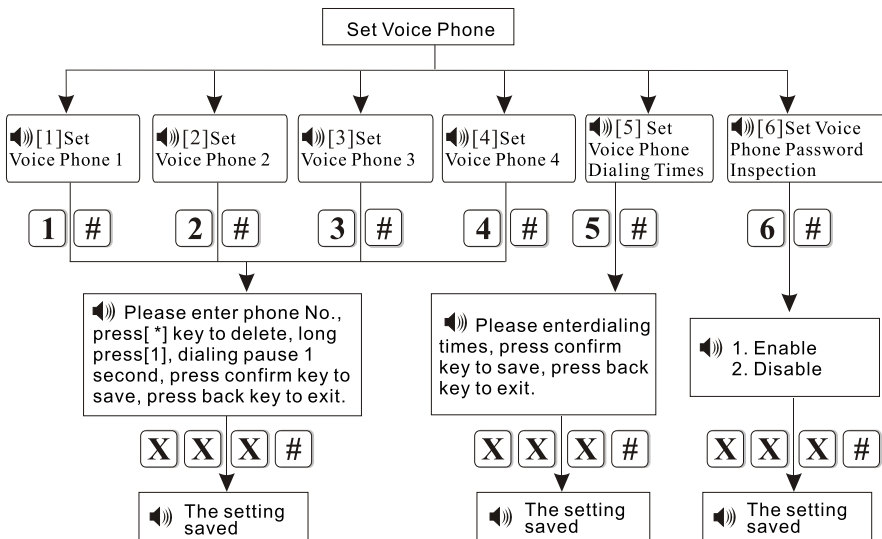 Set Voice Phone
[1]Set
Voice Phone 1
[2]Set
Voice Phone 2
[3]Set
Voice Phone 3
[4]Set
Voice Phone 4
[5] Set
Voice Phone
Dialing Times
[6]Set Voice
Phone Password
Inspection
1 #
2 #
3 #
4 #
5 #
6 #
Please enter phone No.,
press[ *] key to delete, long
press[1], dialing pause 1
second, press confirm key to
save, press back key to exit.
Please enterdialing
times, press confirm
key to save, press back
key to exit.
1. Enable
2. Disable
X X X #
X X X #
X X X #
The setting
saved
The setting
saved
The setting
saved